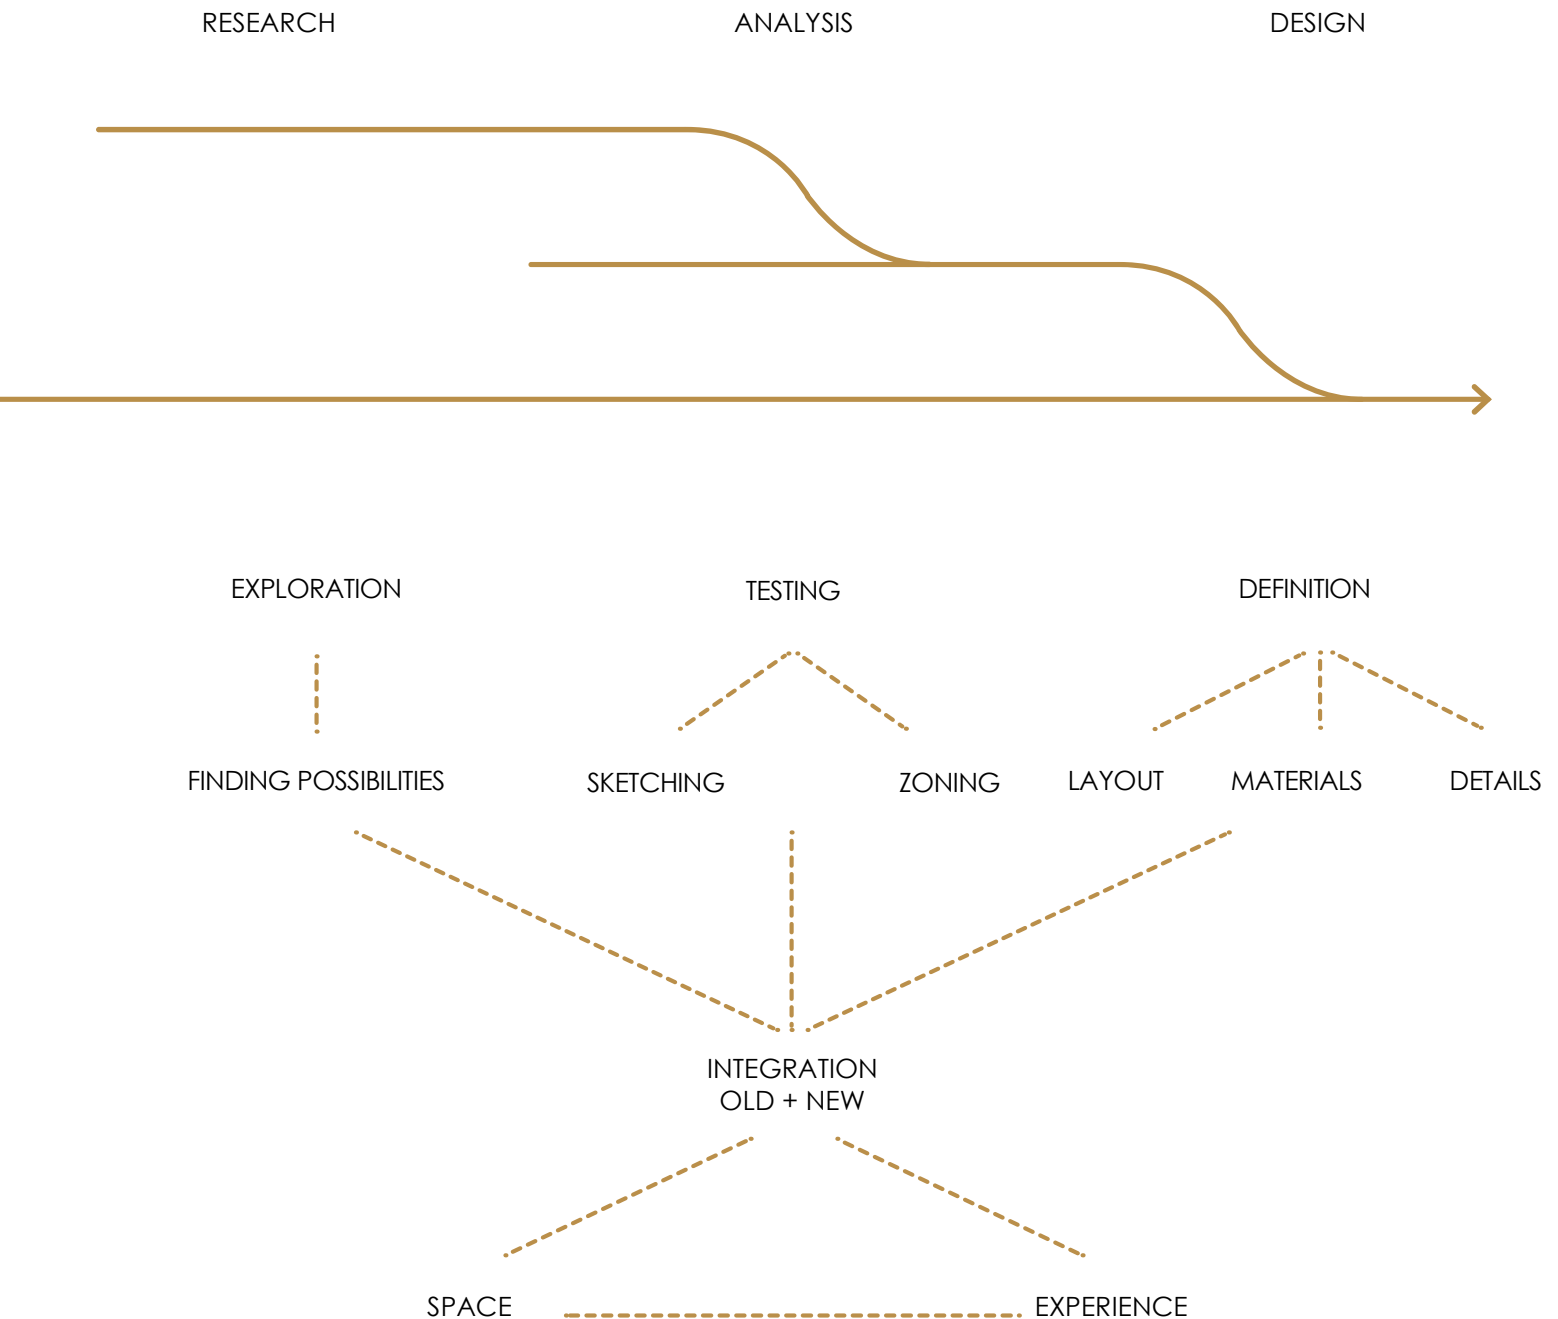 RESEARCH
ANALYSIS
DESIGN
EXPLORATION
TESTING
DEFINITION
FINDING POSSIBILITIES
SKETCHING
ZONING
LAYOUT
MATERIALS
DETAILS
INTEGRATION
OLD + NEW
SPACE
EXPERIENCE